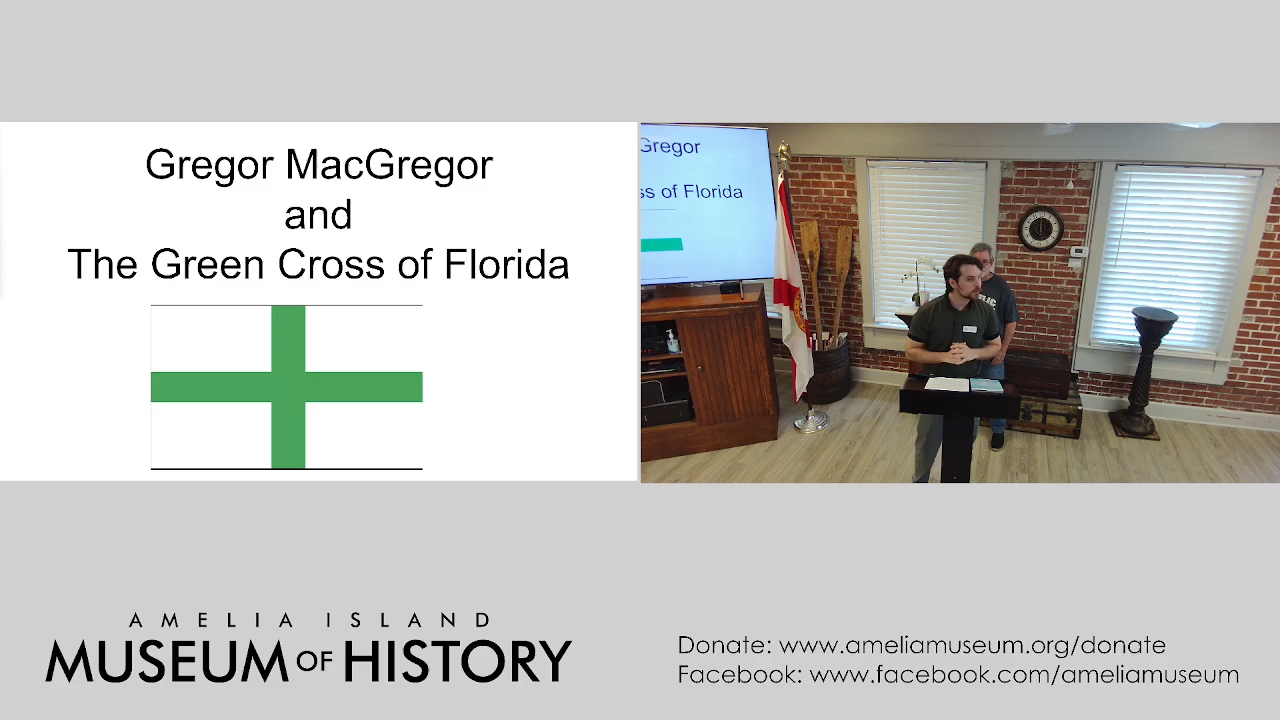 Gregor MacGregor
and
The Green Cross of Florida
Gregor
ss of Florida
AMELIA ISLAND
MUSEUM OF HISTORY
Donate: www.ameliamuseum.org/donate
Facebook: www.facebook.com/ameliamuseum